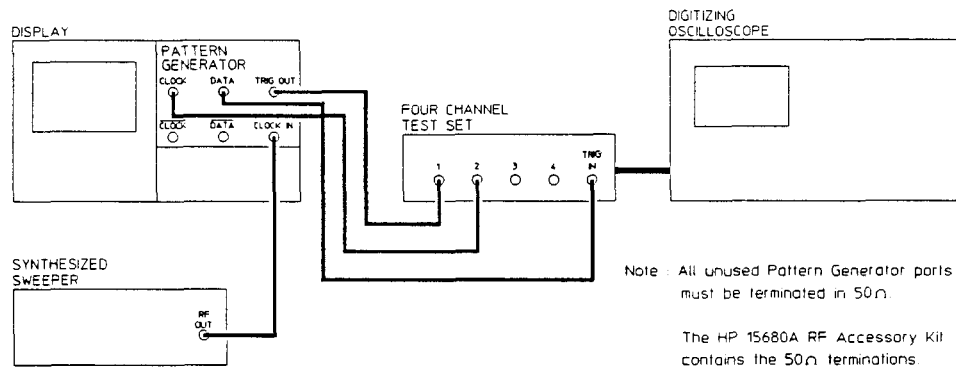 DISPLAY
PATTERN
GENERATOR
CLOCK DATA TRIG OUT
CLOCK DATA CLOCK IN
FOUR CHANNEL
TEST SET
1 2 3 4 TRIG
IN
DIGITIZING
OSCILLOSCOPE
SYNTHESIZED
SWEEPER
RF
OUT
Note : All unused Pattern Generator ports
must be terminated in 50Ω.
The HP 15680A RF Accessory Kit
contains the 50Ω terminations.